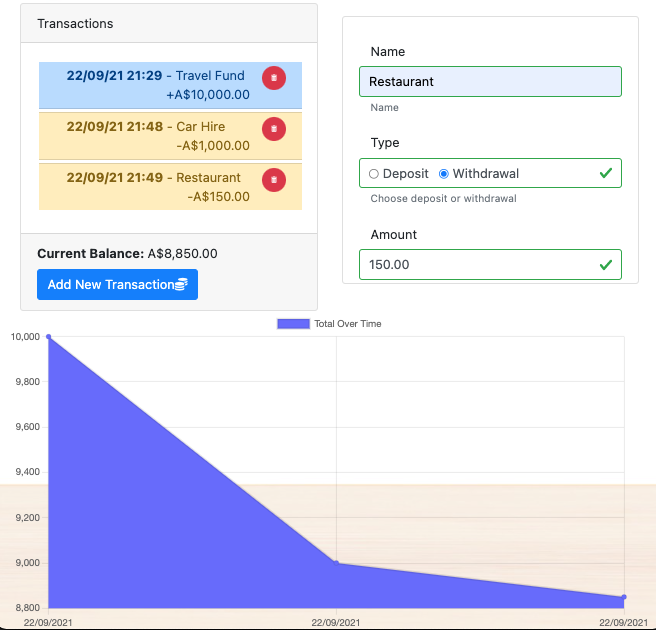 Transactions
22/09/21 21:29 - Travel Fund
+A$10,000.00
22/09/21 21:48 - Car Hire
-A$1,000.00
22/09/21 21:49 - Restaurant
-A$150.00
Current Balance: A$8,850.00
Add New Transaction
Name
Restaurant
Name
Type
Deposit Withdrawal
Choose deposit or withdrawal
Amount
150.00
Total Over Time
10,000
9,800
9,600
9,400
9,200
9,000
8,800
22/09/2021 22/09/2021 22/09/2021